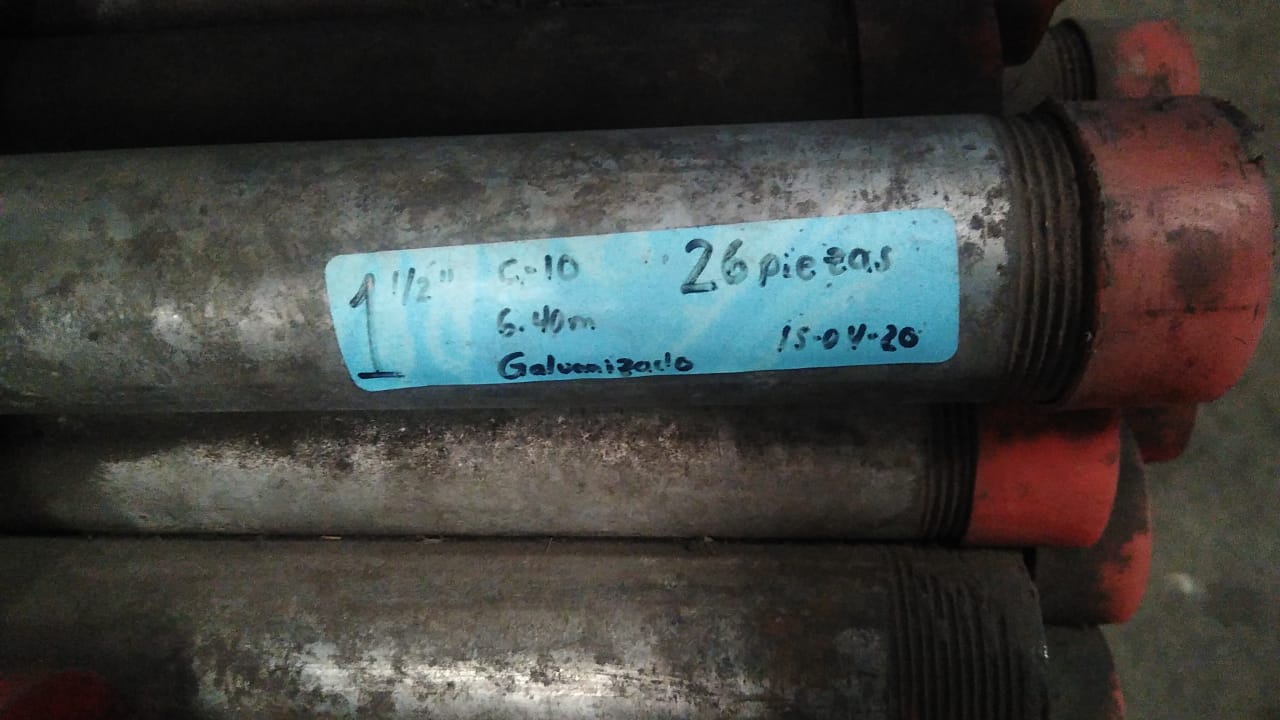 1 1/2" C-10 26 piezas
6.40m
15-04-20
Galvanizado